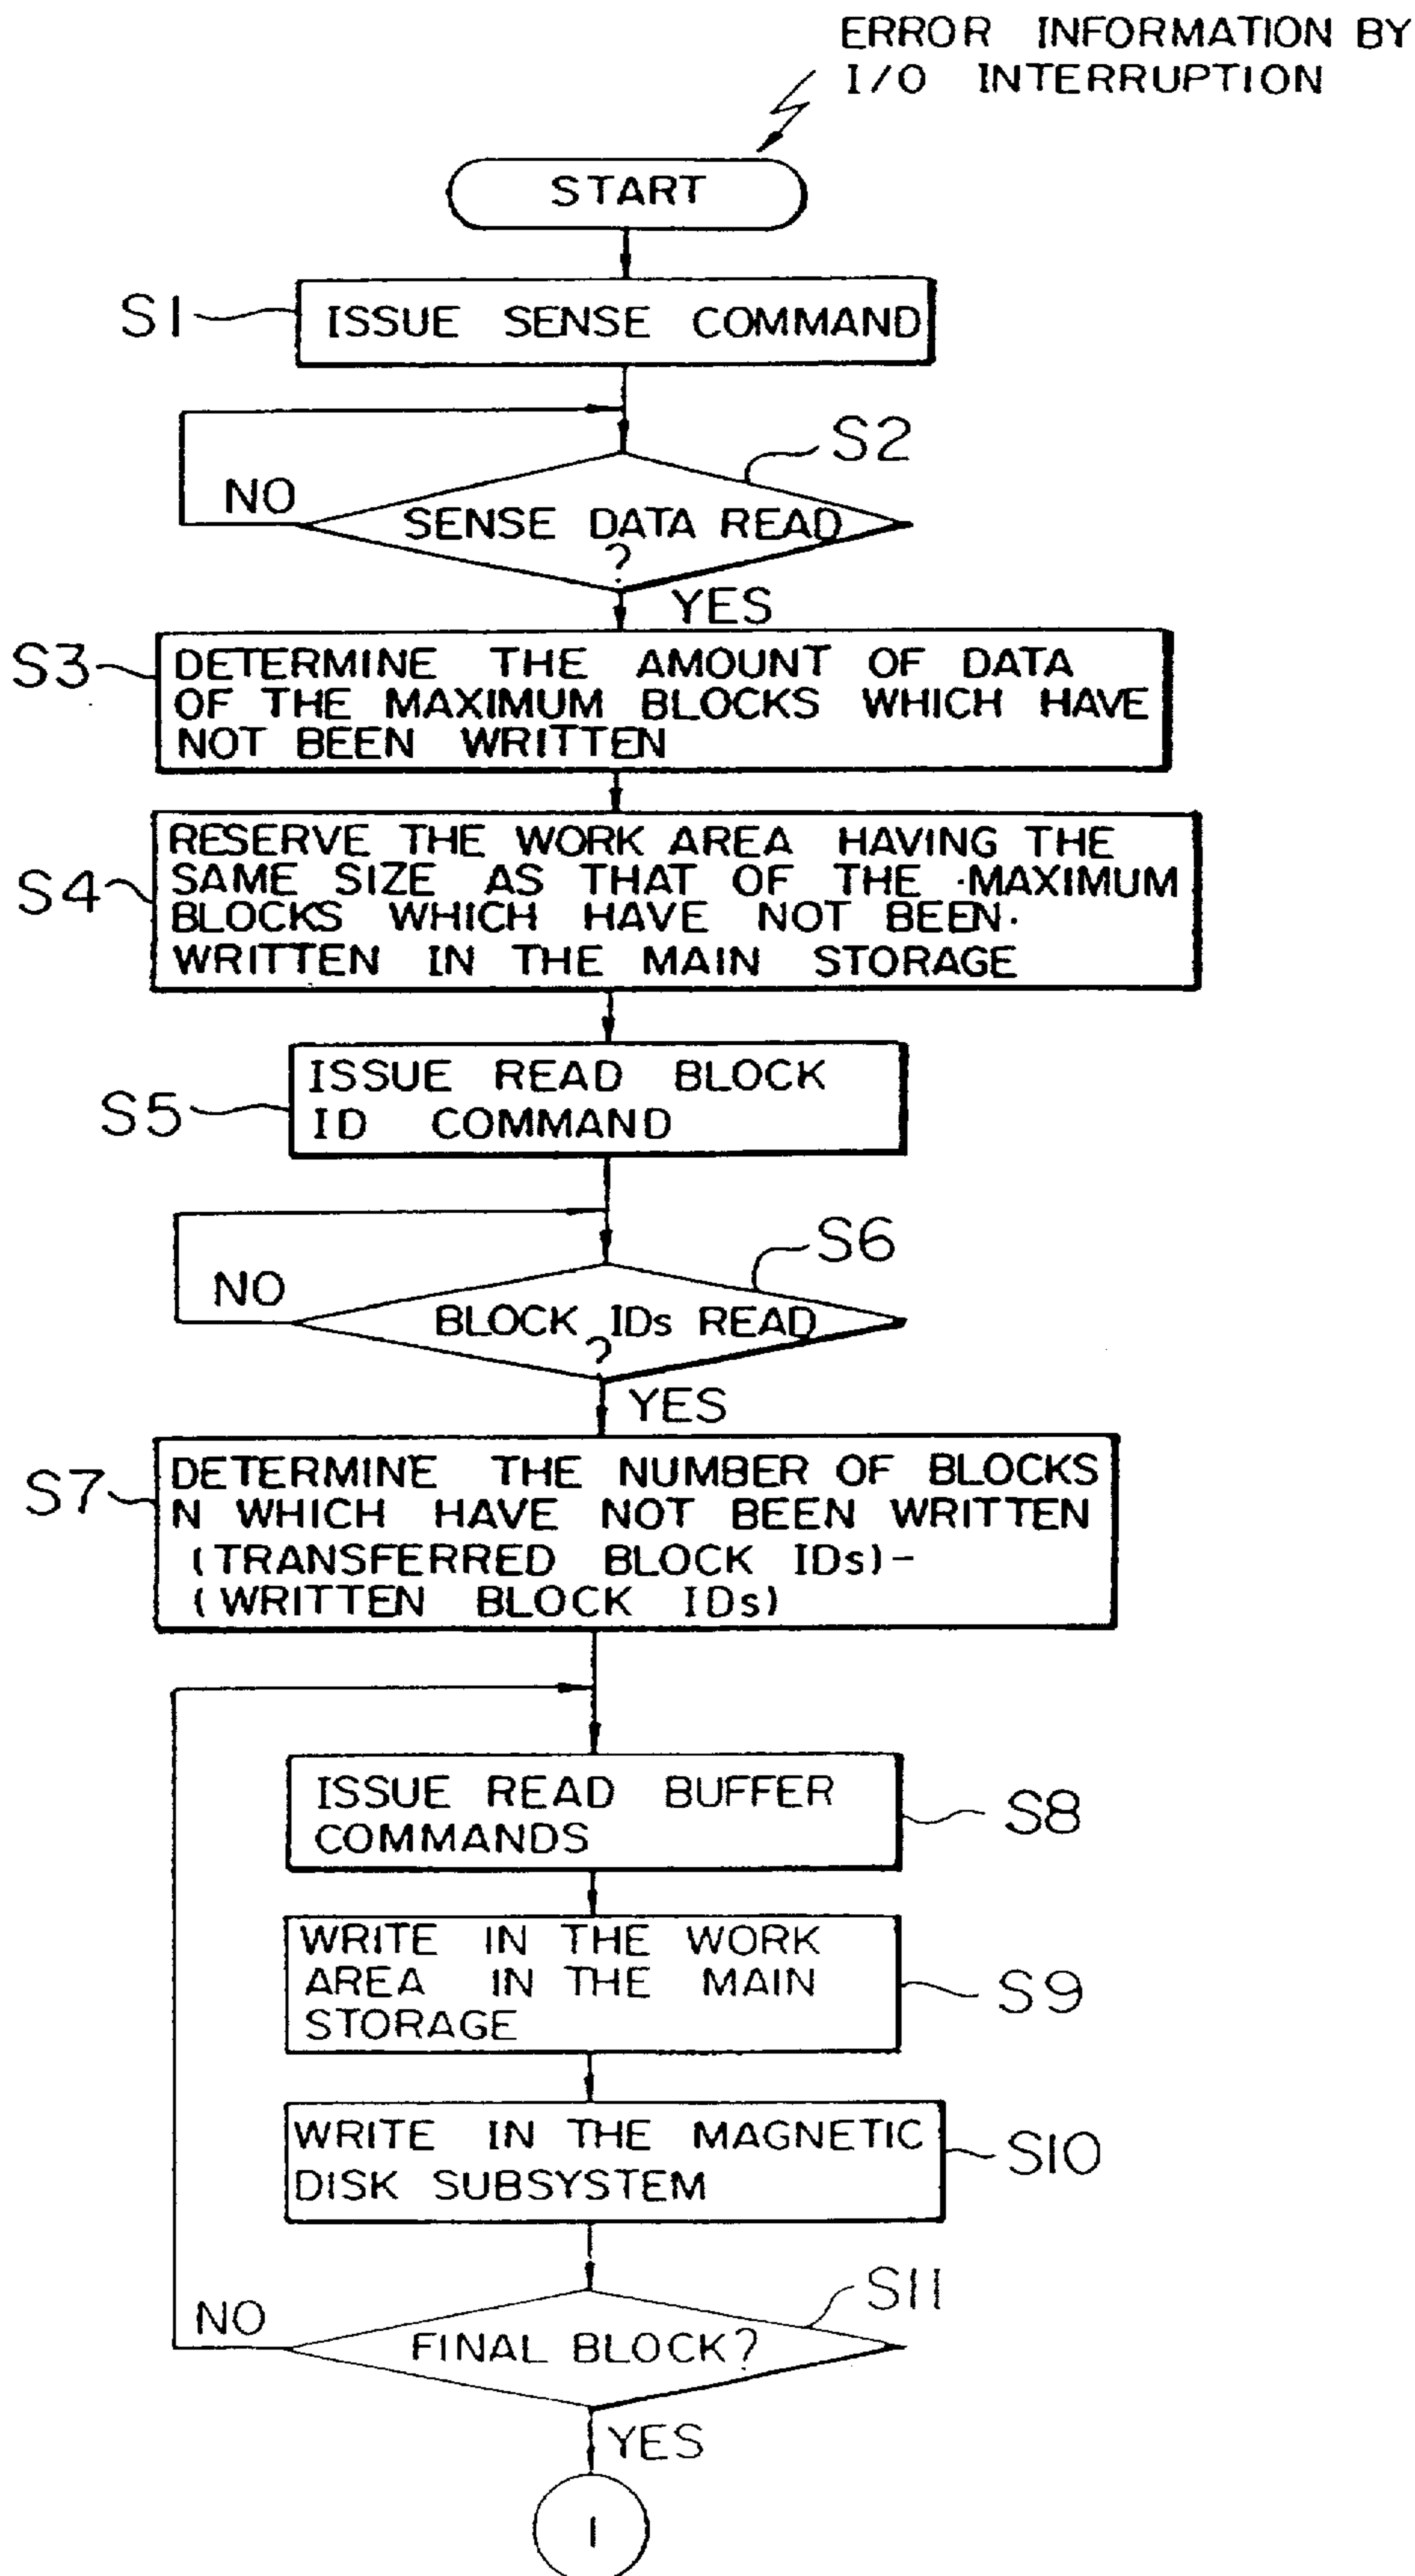 ERROR INFORMATION BY
I/O INTERRUPTION
START
S1
ISSUE SENSE COMMAND
S2
NO
SENSE DATA READ
?
YES
S3
DETERMINE THE AMOUNT OF DATA
OF THE MAXIMUM BLOCKS WHICH HAVE
NOT BEEN WRITTEN
S4
RESERVE THE WORK AREA HAVING THE
SAME SIZE AS THAT OF THE MAXIMUM
BLOCKS WHICH HAVE NOT BEEN
WRITTEN IN THE MAIN STORAGE
S5
ISSUE READ BLOCK
ID COMMAND
S6
NO
BLOCK IDs READ
?
YES
S7
DETERMINE THE NUMBER OF BLOCKS
N WHICH HAVE NOT BEEN WRITTEN
(TRANSFERRED BLOCK IDs)-
(WRITTEN BLOCK IDs)
ISSUE READ BUFFER
COMMANDS
S8
WRITE IN THE WORK
AREA IN THE MAIN
STORAGE
S9
WRITE IN THE MAGNETIC
DISK SUBSYSTEM
S10
S11
NO
FINAL BLOCK?
YES
1